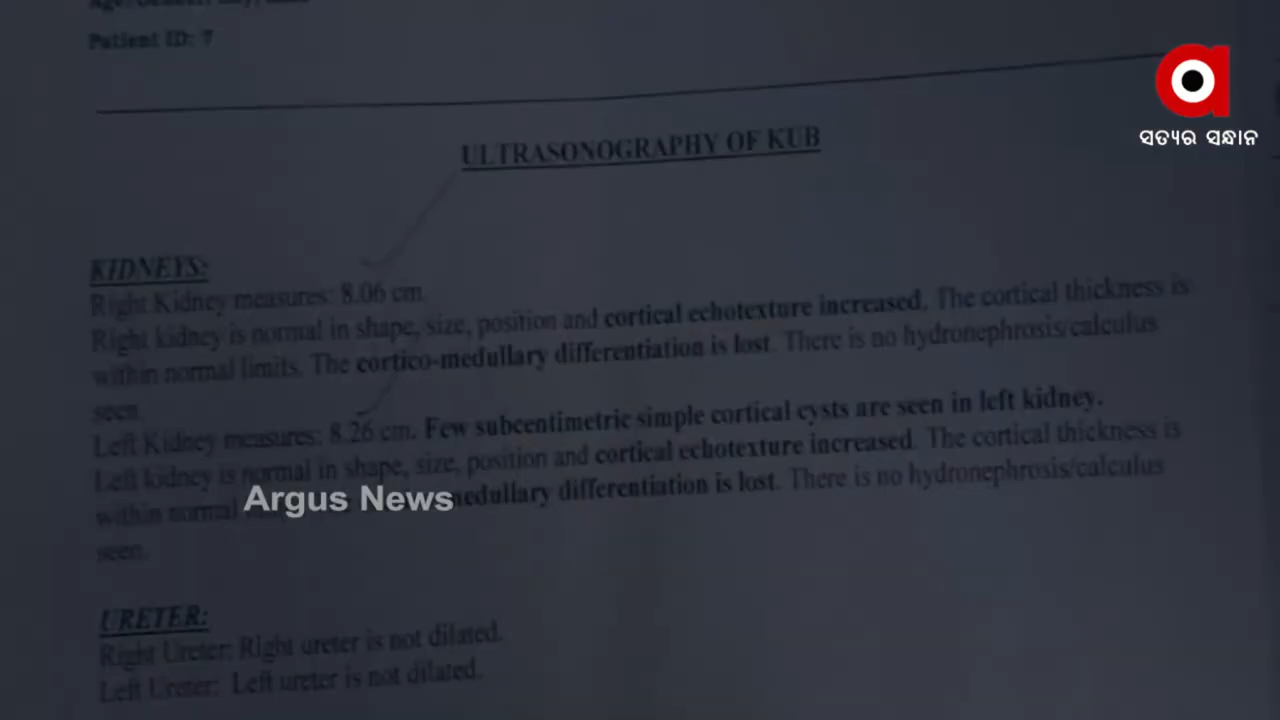 Patient ID: 7
ସତ୍ୟର ସନ୍ଧାନ
ULTRASONOGRAPHY OF KUB
KIDNEYS:
Right Kidney measures: 8.06 cm.
Right kidney is normal in shape, size, position and cortical echotexture increased. The cortical thickness is
within normal limits. The cortico-medullary differentiation is lost. There is no hydronephrosis/calculus
seen.
Left Kidney measures: 8.26 cm. Few subcentimetric simple cortical cysts are seen in left kidney.
Left kidney is normal in shape, size, position and cortical echotexture increased. The cortical thickness is
within normal medullary differentiation is lost. There is no hydronephrosis/calculus
Argus News
seen.
URETER:
Right Ureter: Right ureter is not dilated.
Left Ureter: Left ureter is not dilated.